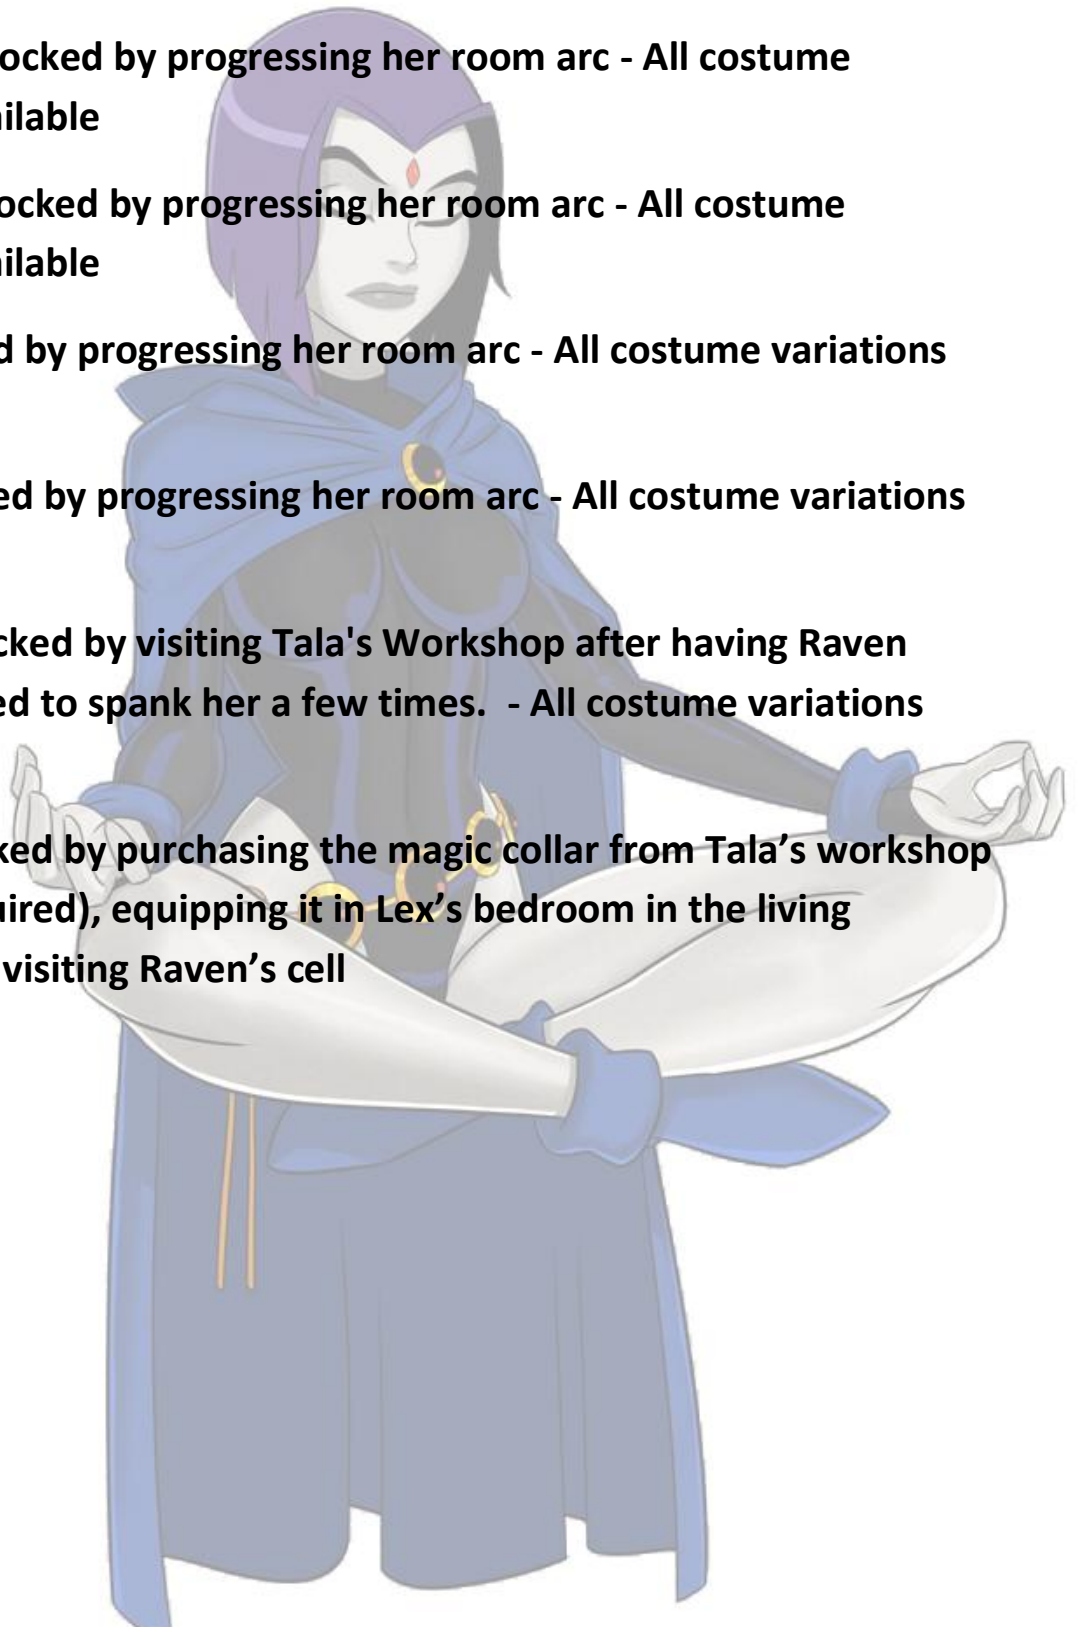 ocked by progressing her room arc - All costume
ilable
ocked by progressing her room arc - All costume
ilable
d by progressing her room arc - All costume variations
ed by progressing her room arc - All costume variations
cked by visiting Tala's Workshop after having Raven
ed to spank her a few times.  - All costume variations
ked by purchasing the magic collar from Tala’s workshop
uired), equipping it in Lex’s bedroom in the living
visiting Raven’s cell